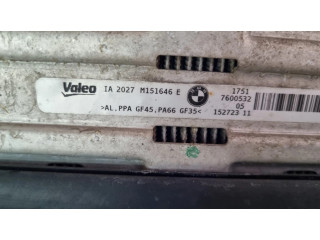 Valeo IA 2027 M151646 E 1751
7600532
>AL.PPA GF45.PA66 GF35< 05
152723 11